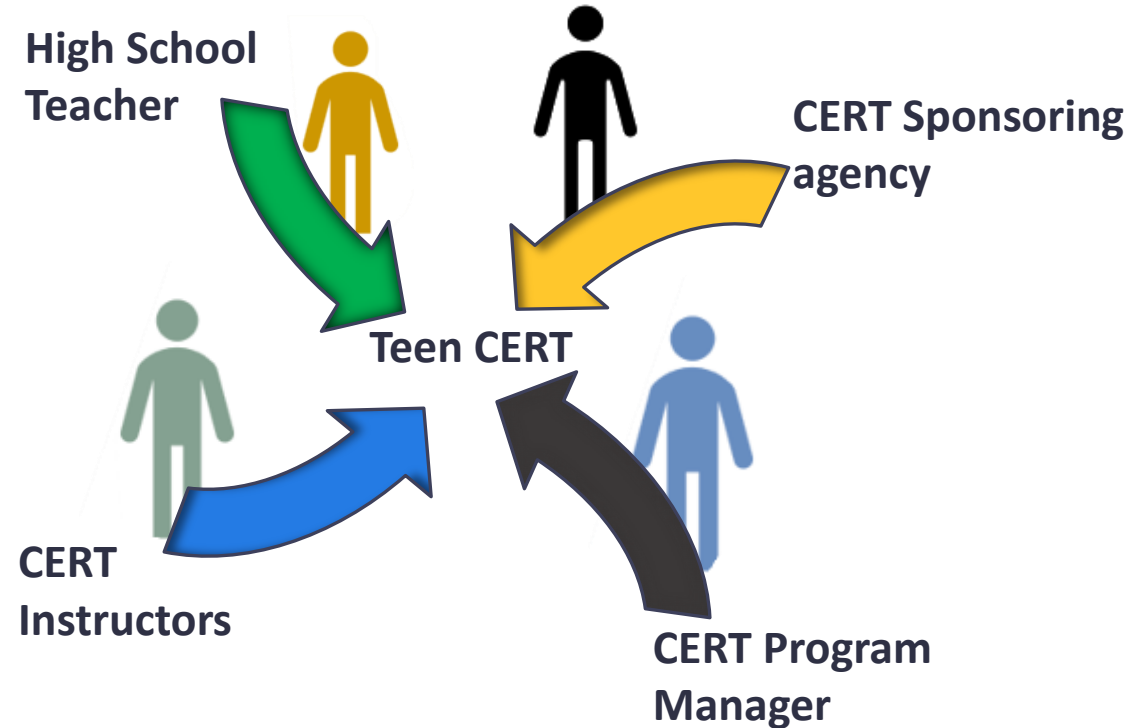 High School
Teacher
CERT Sponsoring
agency
Teen CERT
CERT
Instructors
CERT Program
Manager